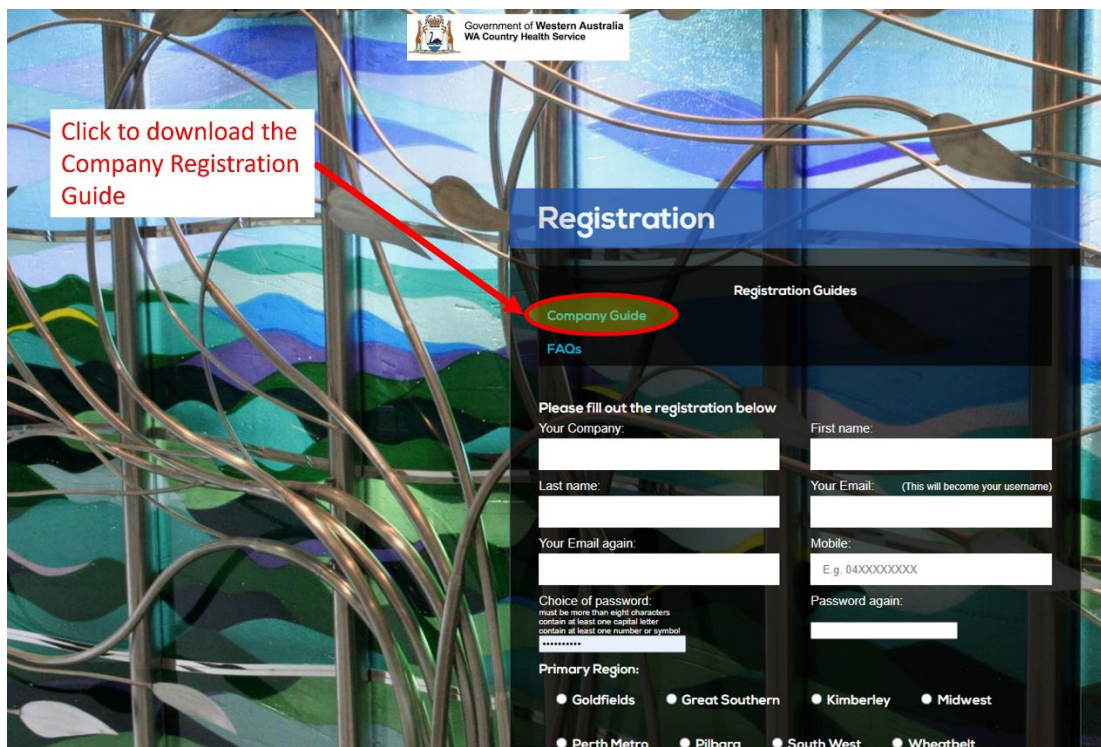 Government of Western Australia
WA Country Health Service
Click to download the
Company Registration
Guide
Registration
Registration Guides
Company Guide
FAQs
Please fill out the registration below
Your Company:
First name:
Last name:
Your Email: (This will become your username)
Your Email again:
Mobile:
E.g. 04XXXXXXXX
Choice of password:
must be more than eight characters
contain at least one capital letter
contain at least one number or symbol
••••••••••
Password again:
Primary Region:
Goldfields Great Southern Kimberley Midwest
Perth Metro Pilbara South West Wheatbelt